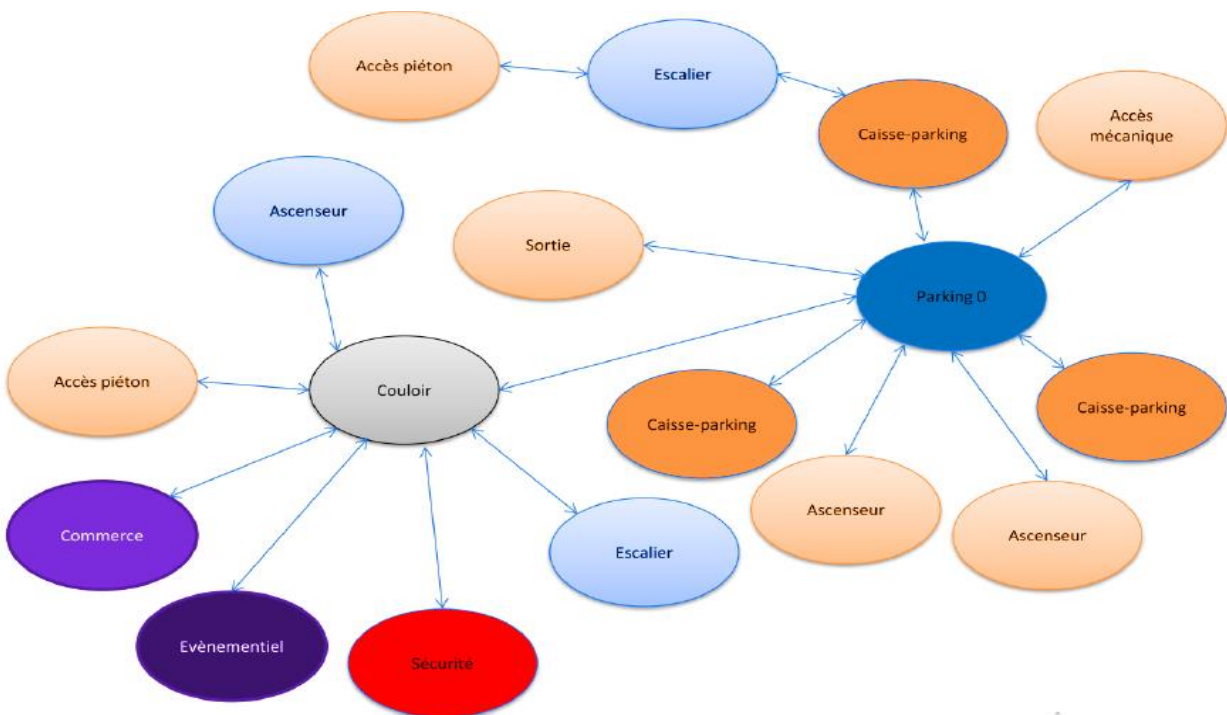 Accès piéton
Escalier
Caisse-parking
Accès
mécanique
Ascenseur
Sortie
Parking 0
Accès piéton
Couloir
Caisse-parking
Caisse-parking
Commerce
Ascenseur
Ascenseur
Escalier
Evènementiel
Sécurité